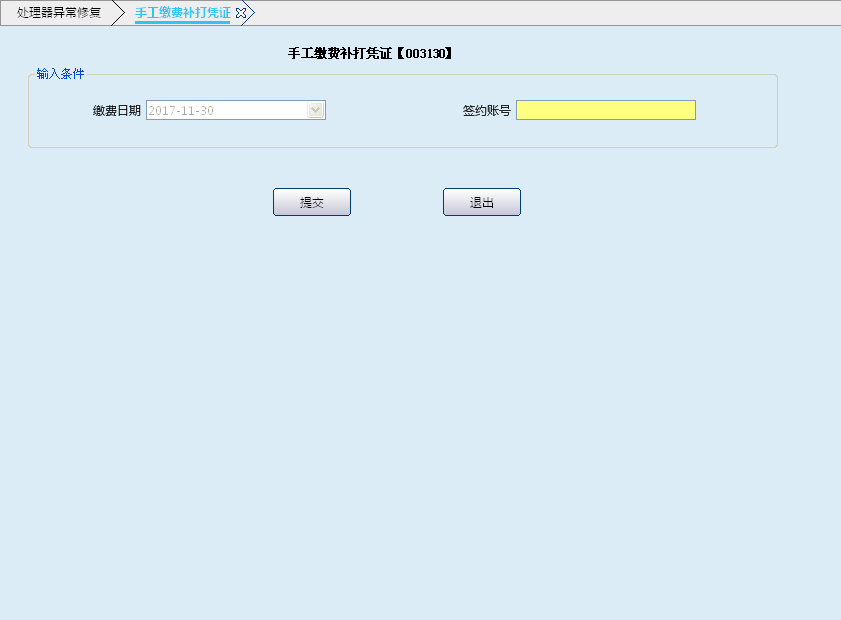 处理器异常修复 手工缴费补打凭证
手工缴费补打凭证【003130】
输入条件
缴费日期 2017-11-30 签约账号
提交 退出